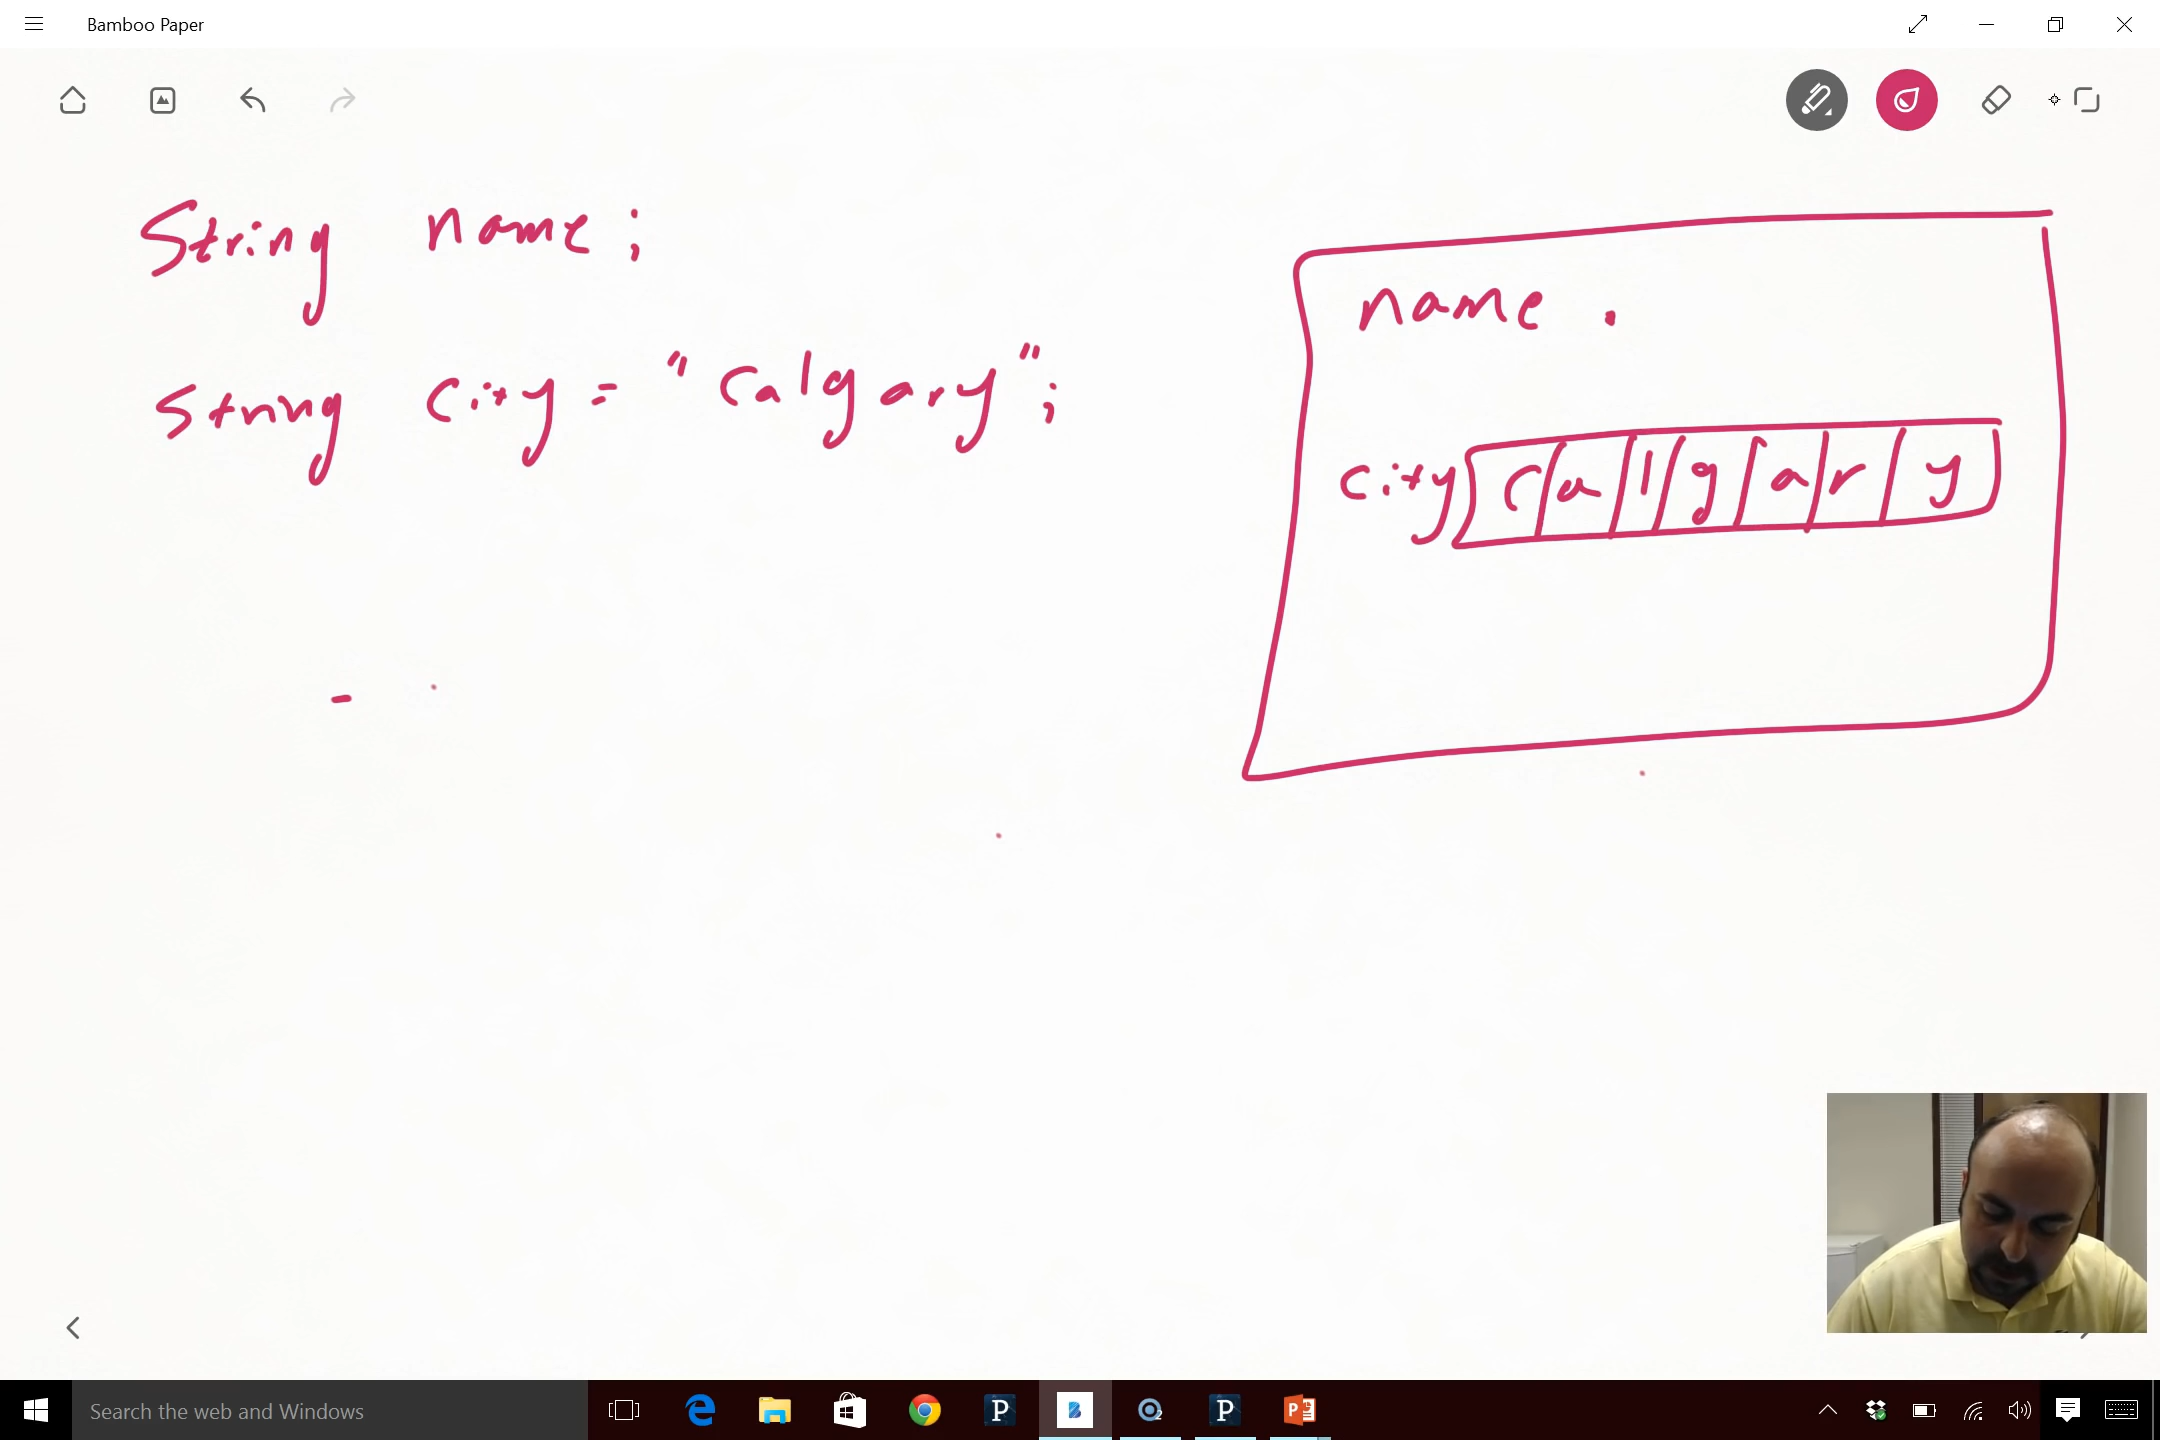 Bamboo Paper
String name;
String city = "Calgary";
name .
city C a l g a r y
Search the web and Windows